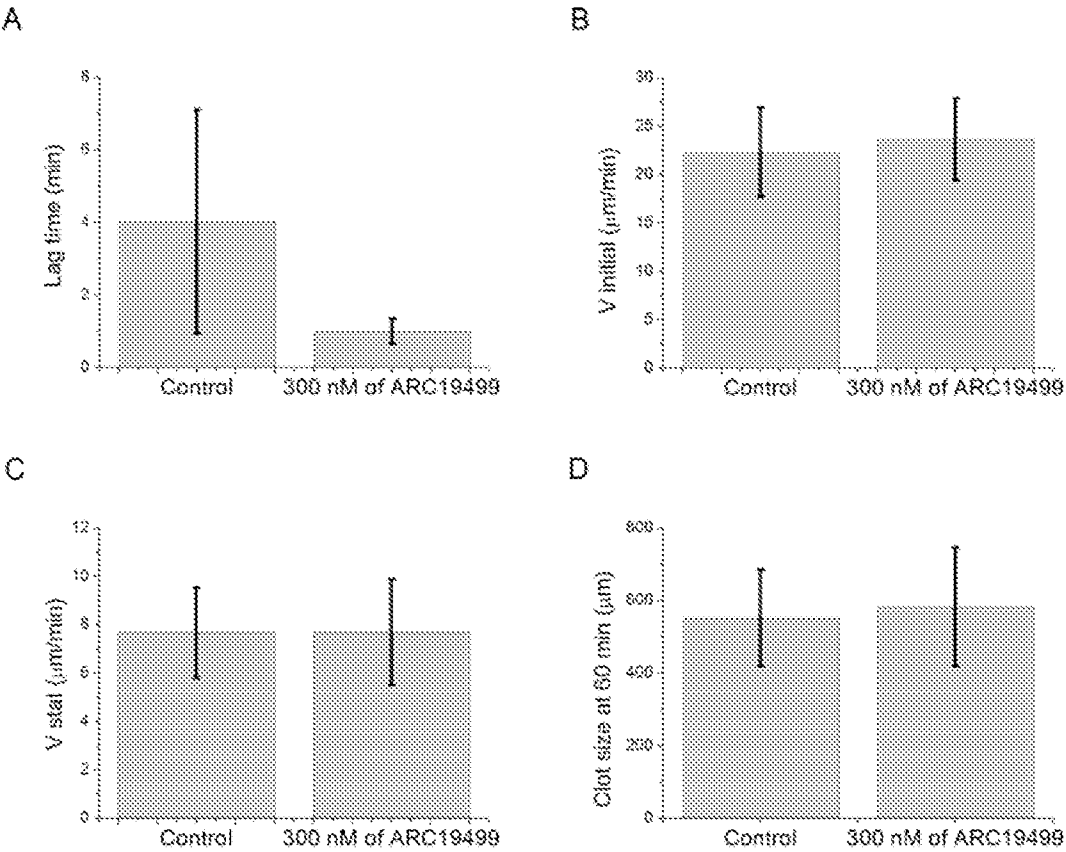 A
8
6
4
2
0
Lag time (min)
Control
300 nM of ARC19499
B
30
25
20
15
10
5
0
V initial (µm/min)
Control
300 nM of ARC19499
C
12
10
8
6
4
2
0
V stat (µm/min)
Control
300 nM of ARC19499
D
800
600
400
200
0
Clot size at 60 min (µm)
Control
300 nM of ARC19499